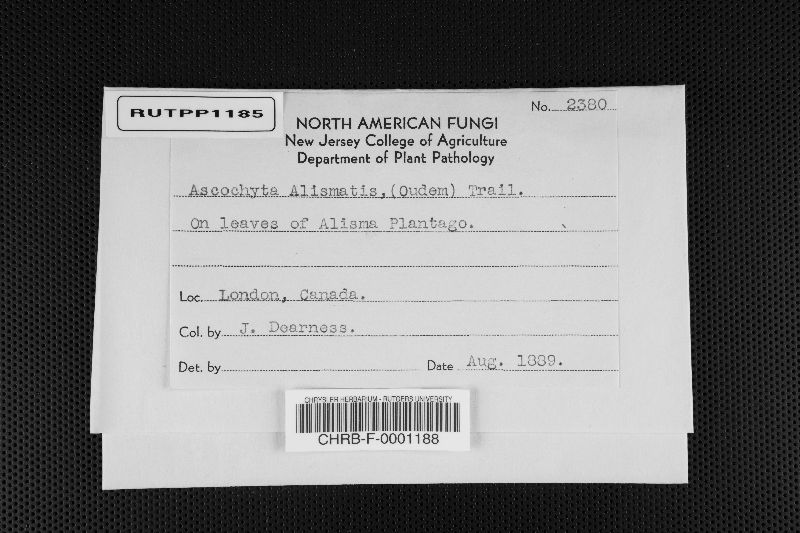 RUTPP1185
No. 2380
NORTH AMERICAN FUNGI
New Jersey College of Agriculture
Department of Plant Pathology
Ascochyta Alismatis,(Oudem) Trail.
On leaves of Alisma Plantago.
Loc. London, Canada.
Col. by J. Dearness.
Det. by
Date Aug. 1889.
CHRYSLER HERBARIUM - RUTGERS UNIVERSITY
CHRB-F-0001188